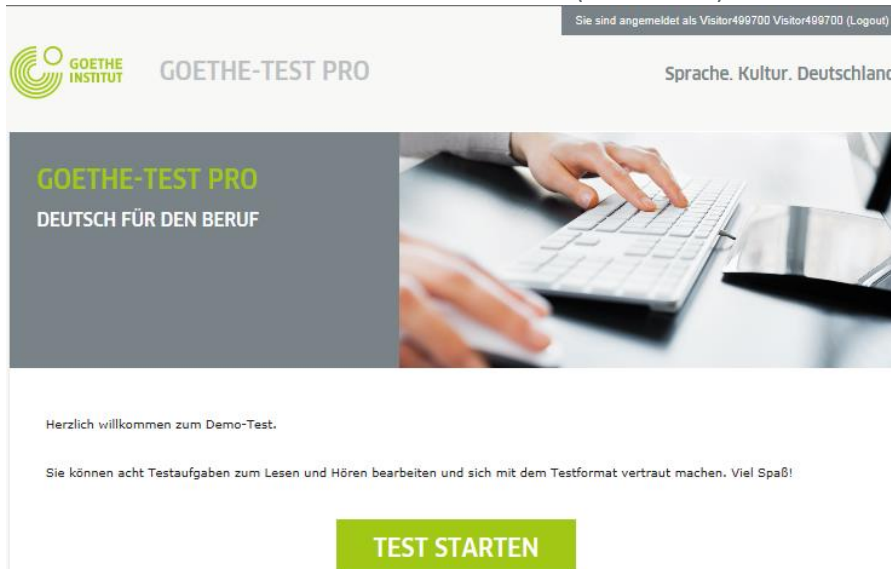 Sie sind angemeldet als Visitor499700 Visitor499700 (Logout)
GOETHE
INSTITUT
GOETHE-TEST PRO
Sprache. Kultur. Deutschland
GOETHE-TEST PRO
DEUTSCH FÜR DEN BERUF
Herzlich willkommen zum Demo-Test.
Sie können acht Testaufgaben zum Lesen und Hören bearbeiten und sich mit dem Testformat vertraut machen. Viel Spaß!
TEST STARTEN